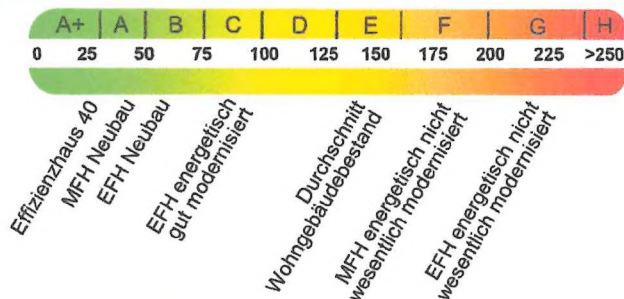 A+ A B C D E F G H
0 25 50 75 100 125 150 175 200 225 >250
Effizienzhaus 40
MFH Neubau
EFH Neubau
EFH energetisch
gut modernisiert
Durchschnitt
Wohngebäudebestand
MFH energetisch nicht
wesentlich modernisiert
EFH energetisch nicht
wesentlich modernisiert